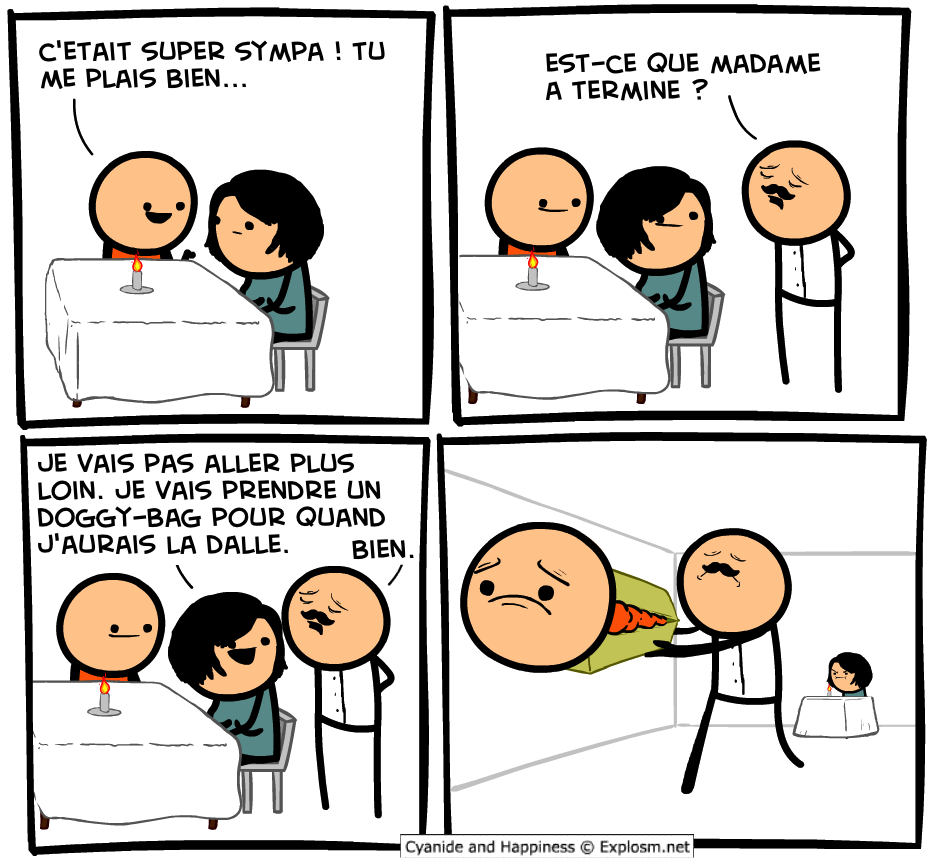 C'ETAIT SUPER SYMPA ! TU
ME PLAIS BIEN...
EST-CE QUE MADAME
A TERMINE ?
JE VAIS PAS ALLER PLUS
LOIN. JE VAIS PRENDRE UN
DOGGY-BAG POUR QUAND
J'AURAIS LA DALLE.
BIEN.
Cyanide and Happiness © Explosm.net